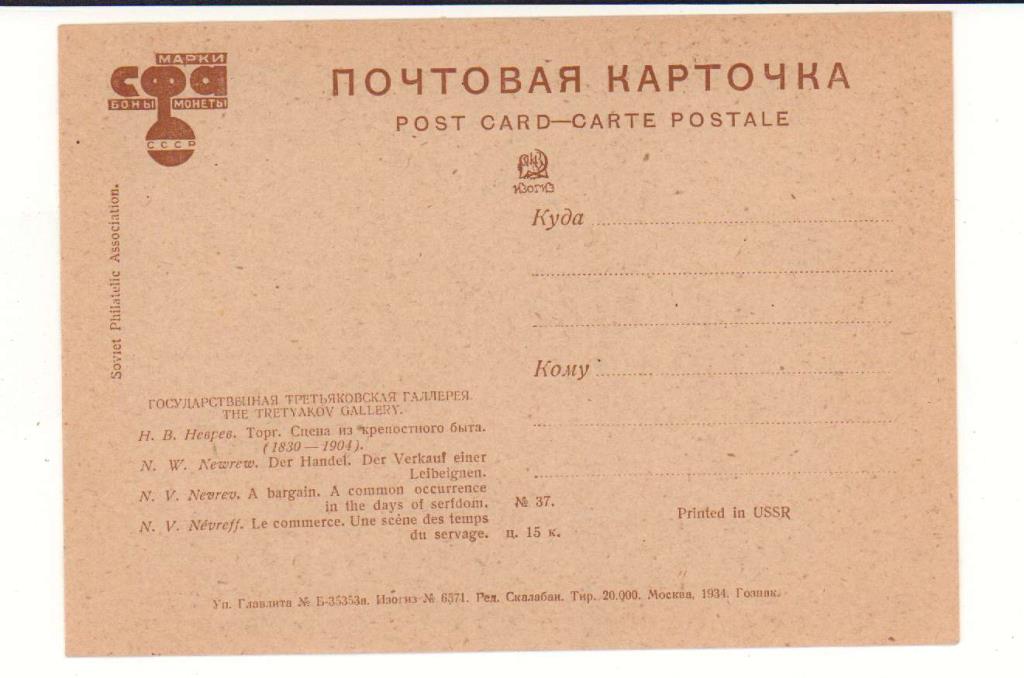 МАРКИ
СФА
БОНЫ МОНЕТЫ
СССР
ПОЧТОВАЯ КАРТОЧКА
POST CARD—CARTE POSTALE
ИЗОГИЗ
Soviet Philatelic Association.
Куда
Кому
ГОСУДАРСТВЕННАЯ ТРЕТЬЯКОВСКАЯ ГАЛЛЕРЕЯ.
THE TRETYAKOV GALLERY.
Н. В. Неврев. Торг. Сцена из крепостного быта.
(1830—1904).
N. W. Newrew. Der Handel. Der Verkauf einer
Leibeignen.
N. V. Nevrev. A bargain. A common occurrence
in the days of serfdom.
N. V. Névreff. Le commerce. Une scène des temps
du servage.
№ 37.
ц. 15 к.
Printed in USSR
Уп. Главлита № Б-35353а. Изогиз № 6371. Ред. Скалабан. Тир. 20.000. Москва, 1934. Гознак.